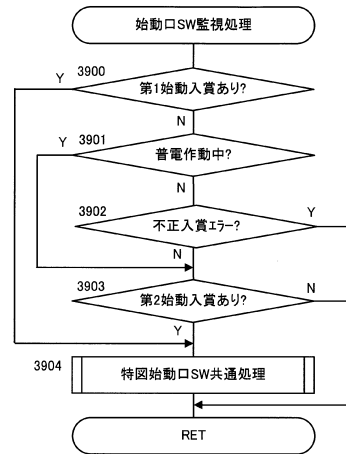 始動口SW監視処理
3900
Y
第1始動入賞あり?
N
3901
Y
普電作動中?
N
3902
不正入賞エラー?
Y
N
3903
第2始動入賞あり?
N
Y
3904
特図始動口SW共通処理
RET